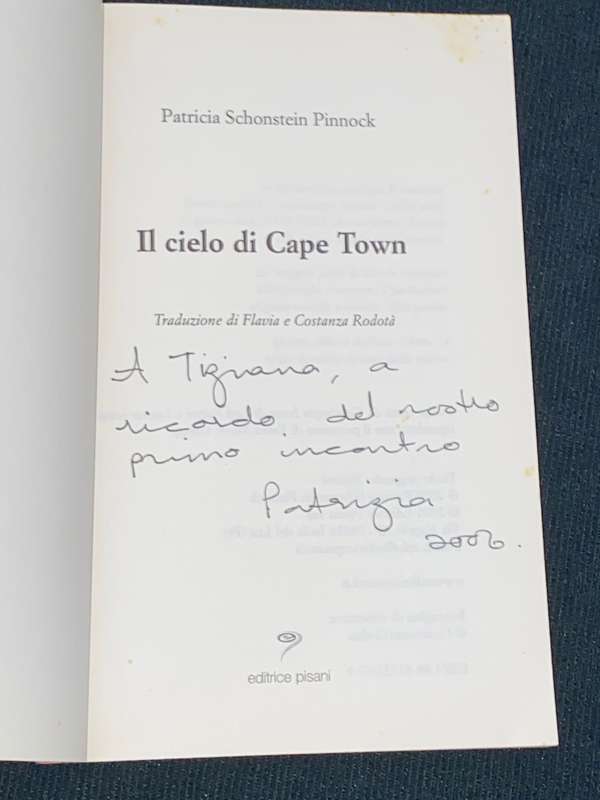 Patricia Schonstein Pinnock
Il cielo di Cape Town
Traduzione di Flavia e Costanza Rodotà
A Tiziana, a
ricordo del nostro
primo incontro
Patrizia
2006.
editrice pisani